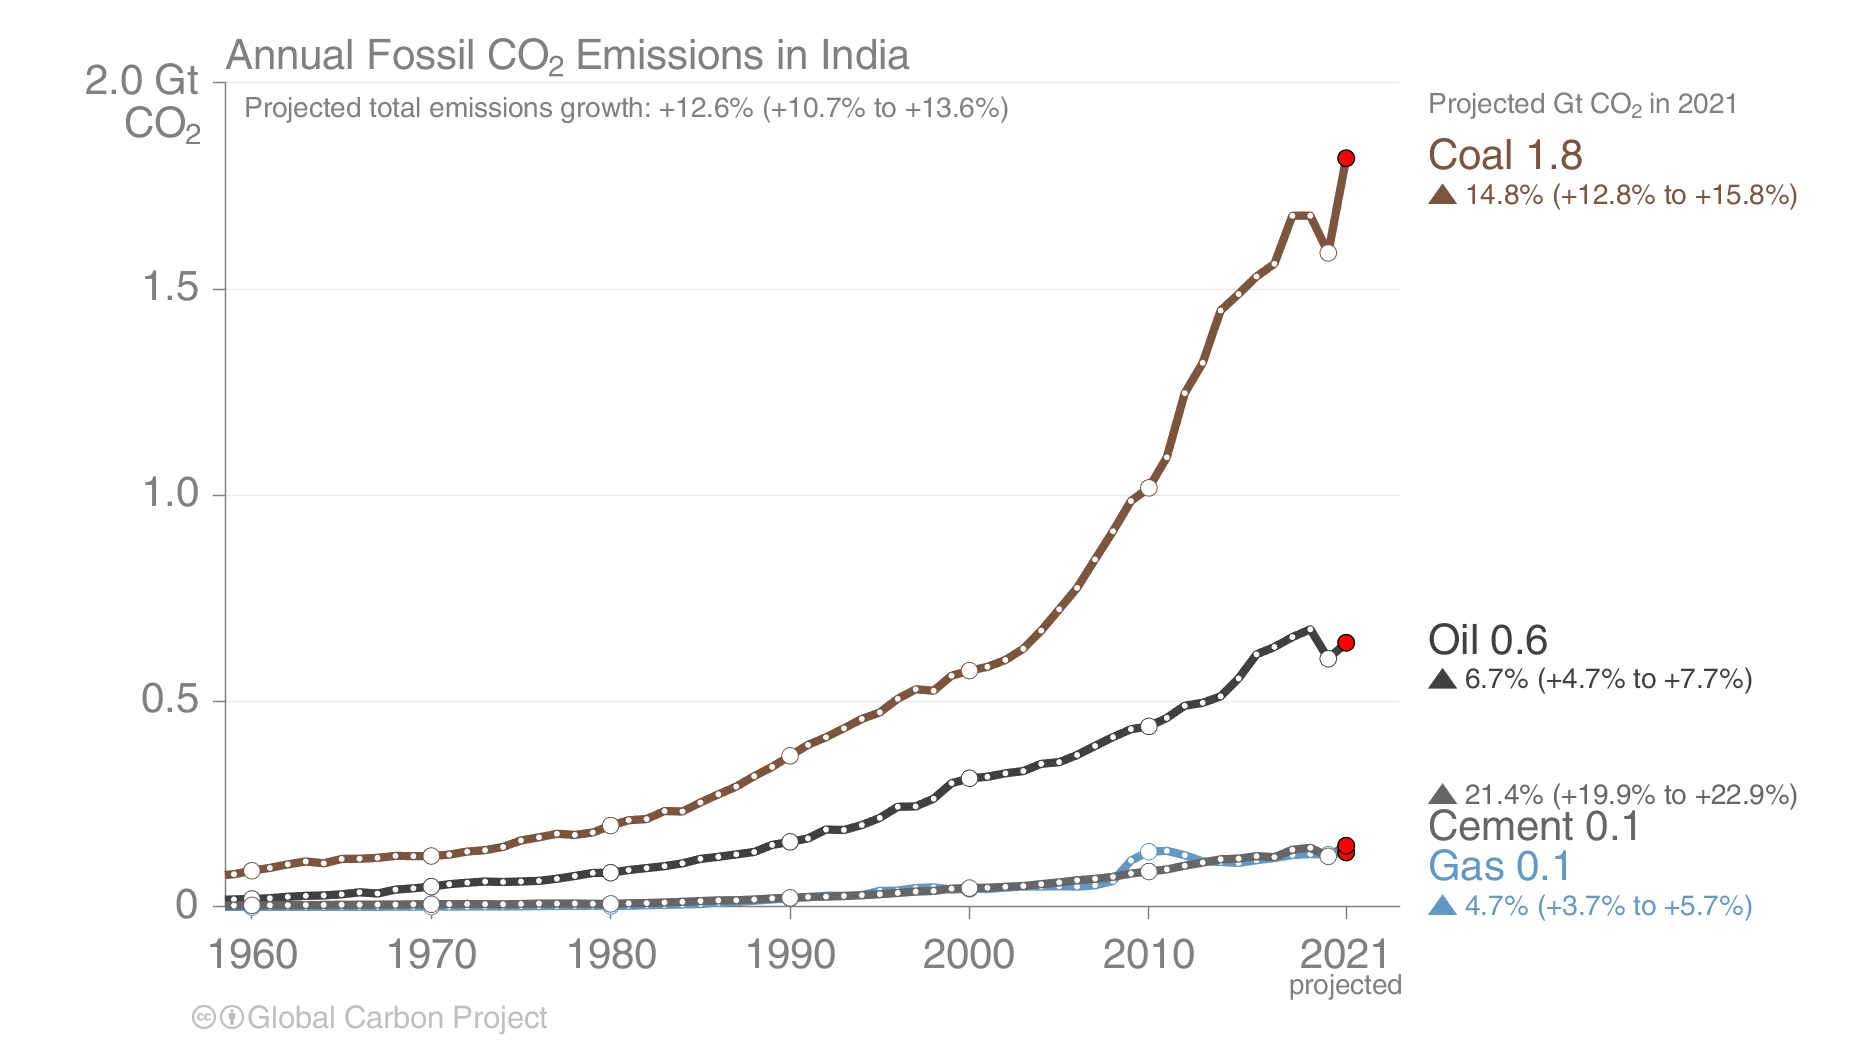 Annual Fossil CO₂ Emissions in India
2.0 Gt
CO₂
Projected total emissions growth: +12.6% (+10.7% to +13.6%)
1.5
1.0
0.5
0
1960 1970 1980 1990 2000 2010 2021
projected
Projected Gt CO₂ in 2021
Coal 1.8
▲ 14.8% (+12.8% to +15.8%)
Oil 0.6
▲ 6.7% (+4.7% to +7.7%)
▲ 21.4% (+19.9% to +22.9%)
Cement 0.1
Gas 0.1
▲ 4.7% (+3.7% to +5.7%)
cc Global Carbon Project